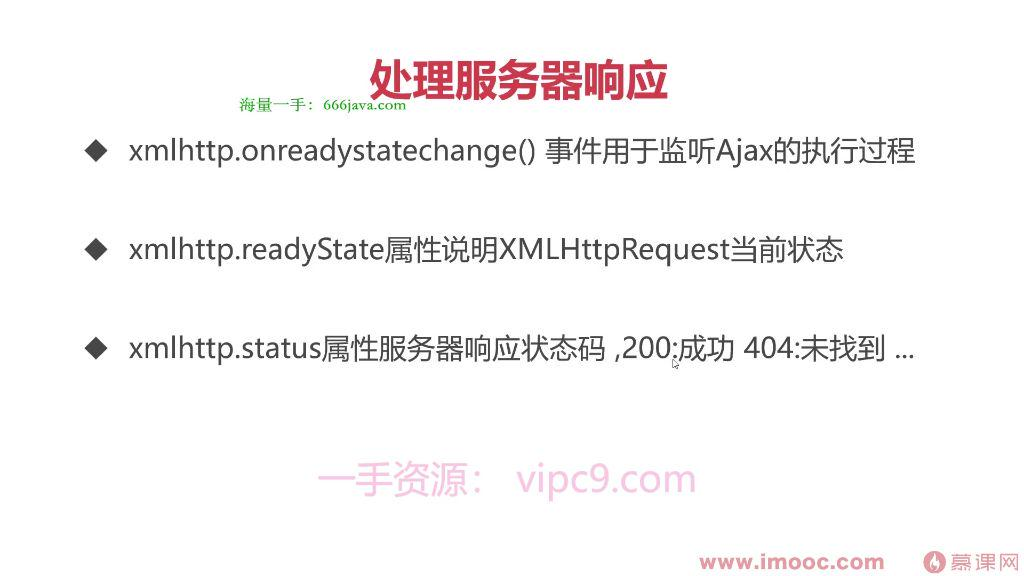 处理服务器响应
海量一手：666java.com
◆ xmlhttp.onreadystatechange() 事件用于监听Ajax的执行过程
◆ xmlhttp.readyState属性说明XMLHttpRequest当前状态
◆ xmlhttp.status属性服务器响应状态码 ,200:成功 404:未找到 ...
一手资源： vipc9.com
www.imooc.com 慕课网